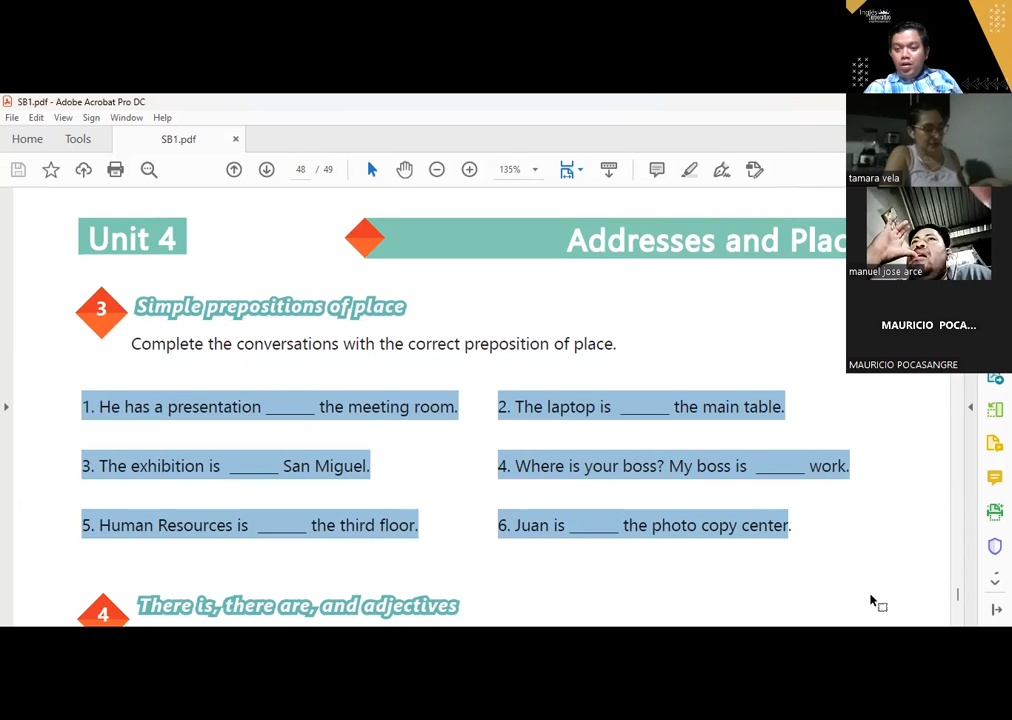 Inglés
SB1.pdf - Adobe Acrobat Pro DC
File Edit View Sign Window Help
Home Tools SB1.pdf ×
48 / 49 135%
tamara vela
manuel jose arce
MAURICIO POCA...
MAURICIO POCASANGRE
Unit 4
Addresses and Plac
3 Simple prepositions of place
Complete the conversations with the correct preposition of place.
1. He has a presentation ______ the meeting room.
2. The laptop is ______ the main table.
3. The exhibition is ______ San Miguel.
4. Where is your boss? My boss is ______ work.
5. Human Resources is ______ the third floor.
6. Juan is ______ the photo copy center.
4 There is, there are, and adjectives